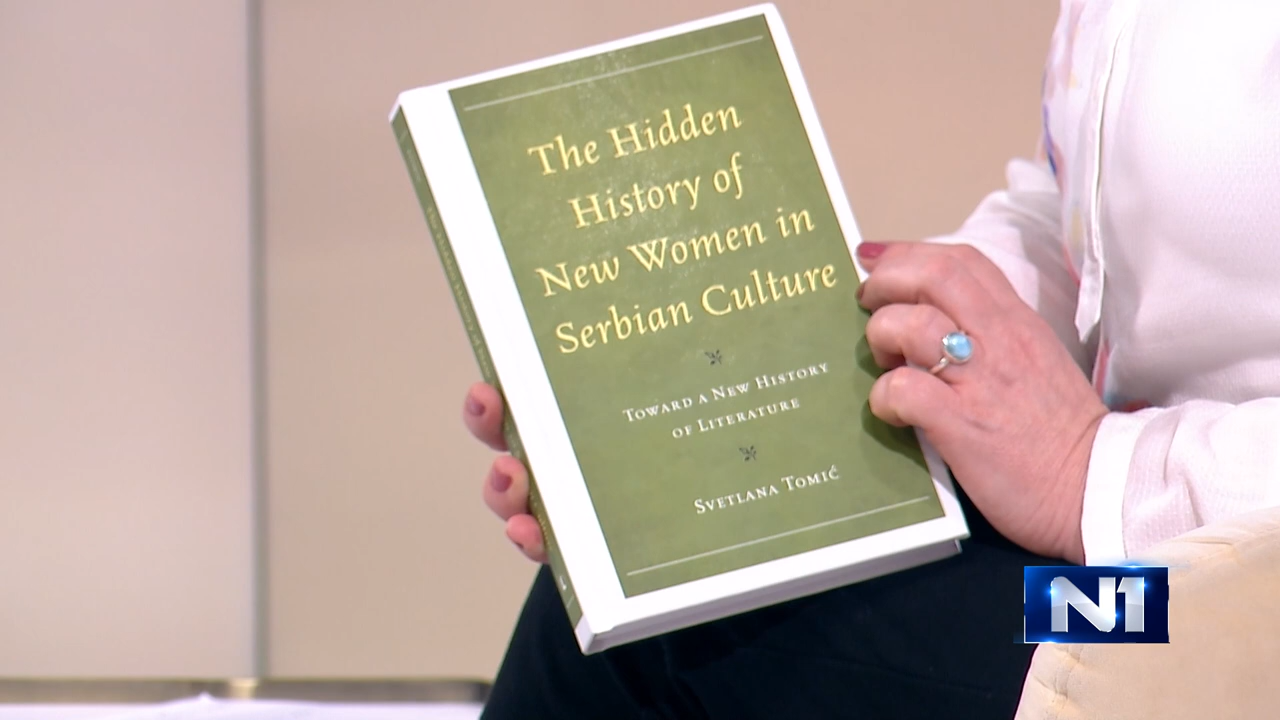 The Hidden
History of
New Women in
Serbian Culture
Toward a New History
of Literature
Svetlana Tomić
N1